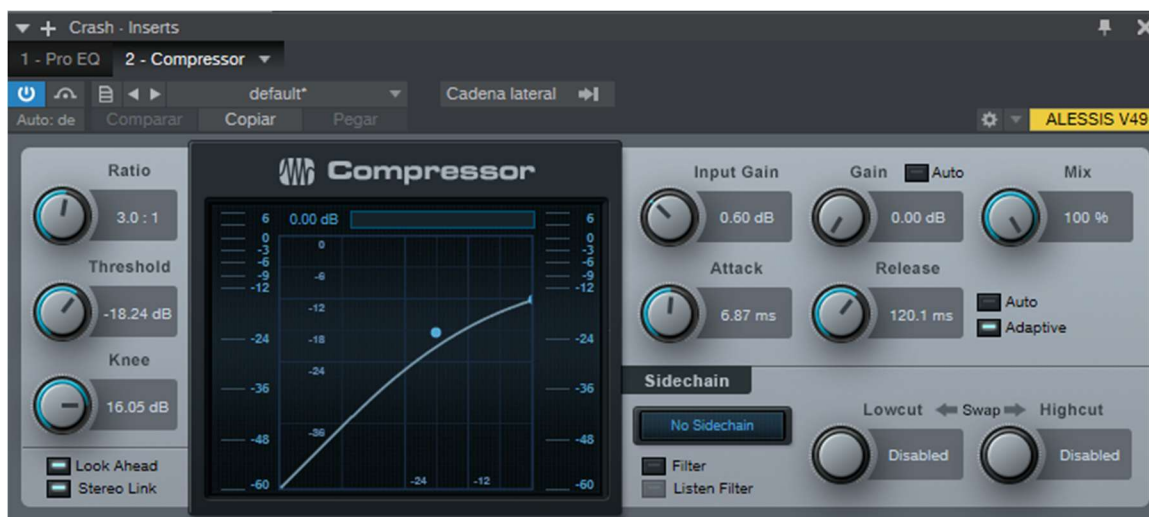 Crash - Inserts
1 - Pro EQ 2 - Compressor
default* Cadena lateral
Auto: de Comparar Copiar Pegar ALESSIS V49
Compressor
Ratio
3.0 : 1
Threshold
-18.24 dB
Knee
16.05 dB
Look Ahead
Stereo Link
6 0.00 dB 6
0 0 0
-3 -3
-6 -6
-9 -6 -9
-12 -12
-12
-24 -18 -24
-24
-36 -36
-36
-48 -48
-60 -24 -12 -60
Input Gain Gain Auto Mix
0.60 dB 0.00 dB 100 %
Attack Release
6.87 ms 120.1 ms Auto
Adaptive
Sidechain
No Sidechain
Filter
Listen Filter
Lowcut Swap Highcut
Disabled Disabled